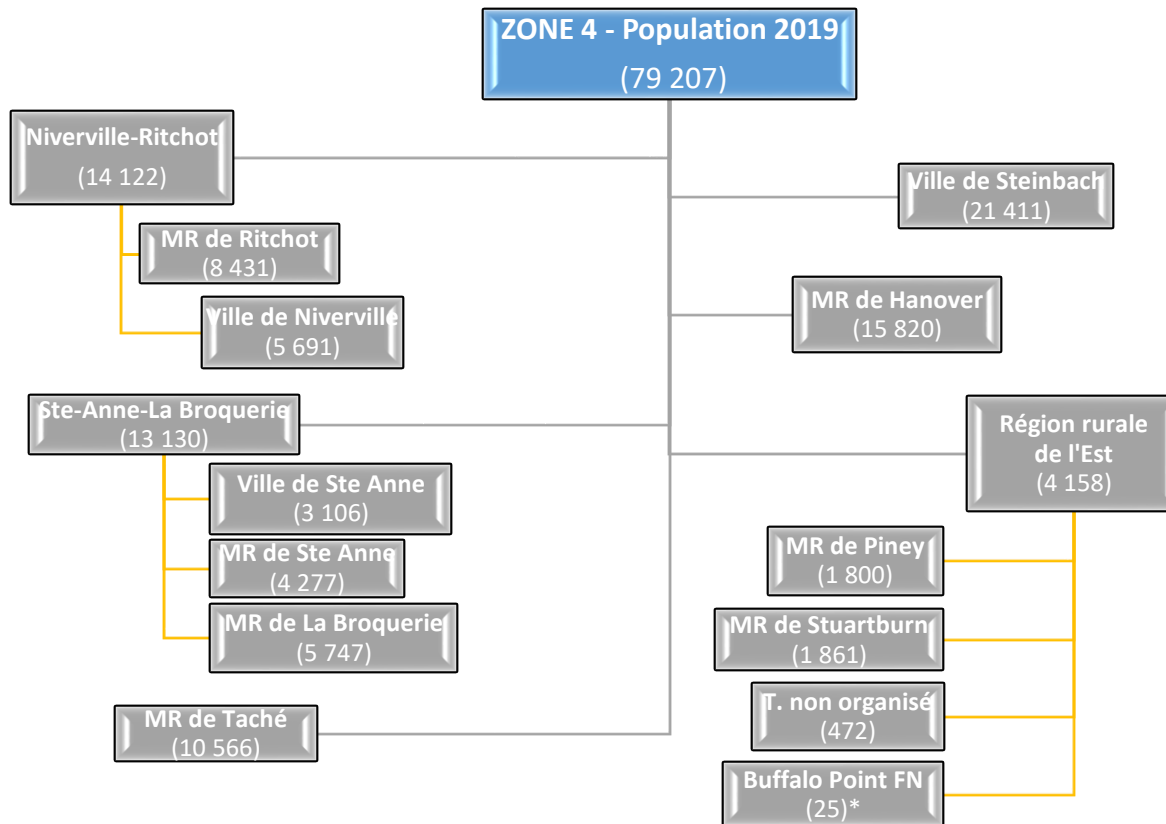 ZONE 4 - Population 2019
(79 207)
Niverville-Ritchot
(14 122)
MR de Ritchot
(8 431)
Ville de Niverville
(5 691)
Ste-Anne-La Broquerie
(13 130)
Ville de Ste Anne
(3 106)
MR de Ste Anne
(4 277)
MR de La Broquerie
(5 747)
MR de Taché
(10 566)
Ville de Steinbach
(21 411)
MR de Hanover
(15 820)
Région rurale
de l'Est
(4 158)
MR de Piney
(1 800)
MR de Stuartburn
(1 861)
T. non organisé
(472)
Buffalo Point FN
(25)*